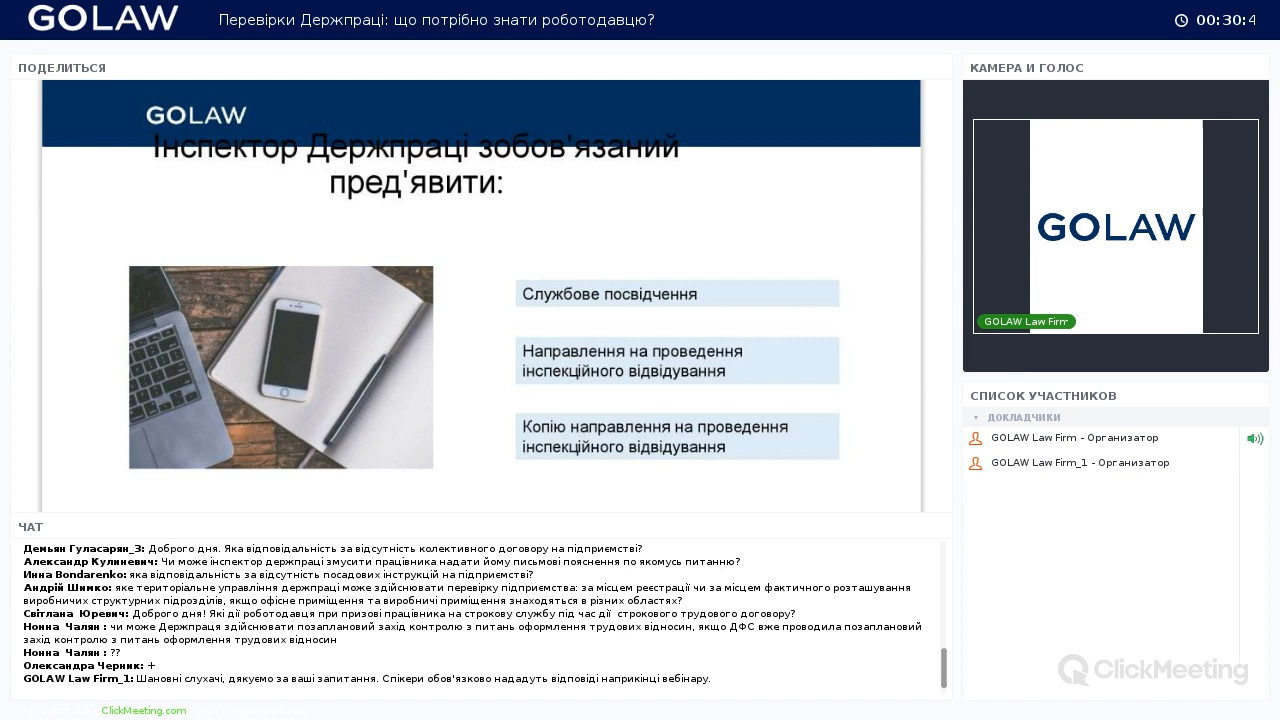 GOLAW
Перевірки Держпраці: що потрібно знати роботодавцю?
00:30:4
ПОДЕЛИТЬСЯ
GOLAW
Інспектор Держпраці зобов'язаний
пред'явити:
Службове посвідчення
Направлення на проведення
інспекційного відвідування
Копію направлення на проведення
інспекційного відвідування
ЧАТ
Демьян Гуласарян_3: Доброго дня. Яка відповідальність за відсутність колективного договору на підприємстві?
Александр Кулиневич: Чи може інспектор держпраці змусити працівника надати йому письмові пояснення по якомусь питанню?
Инна Bondarenko: яка відповідальність за відсутність посадових інструкцій на підприємстві?
Андрій Шимко: яке територіальне управління держпраці може здійснювати перевірку підприємства: за місцем реєстрації чи за місцем фактичного розташування
виробничих структурних підрозділів, якщо офісне приміщення та виробничі приміщення знаходяться в різних областях?
Світлана Юревич: Доброго дня! Які дії роботодавця при призові працівника на строкову службу під час дії строкового трудового договору?
Нонна Чалян : чи може Держпраця здійснювати позаплановий захід контролю з питань оформлення трудових відносин, якщо ДФС вже проводила позаплановий
захід контролю з питань оформлення трудових відносин
Нонна Чалян : ??
Олександра Черник: +
GOLAW Law Firm_1: Шановні слухачі, дякуємо за ваші запитання. Спікери обов'язково нададуть відповіді наприкінці вебінару.
ClickMeeting.com
КАМЕРА И ГОЛОС
GOLAW
GOLAW Law Firm
СПИСОК УЧАСТНИКОВ
ДОКЛАДЧИКИ
GOLAW Law Firm - Организатор
GOLAW Law Firm_1 - Организатор
ClickMeeting